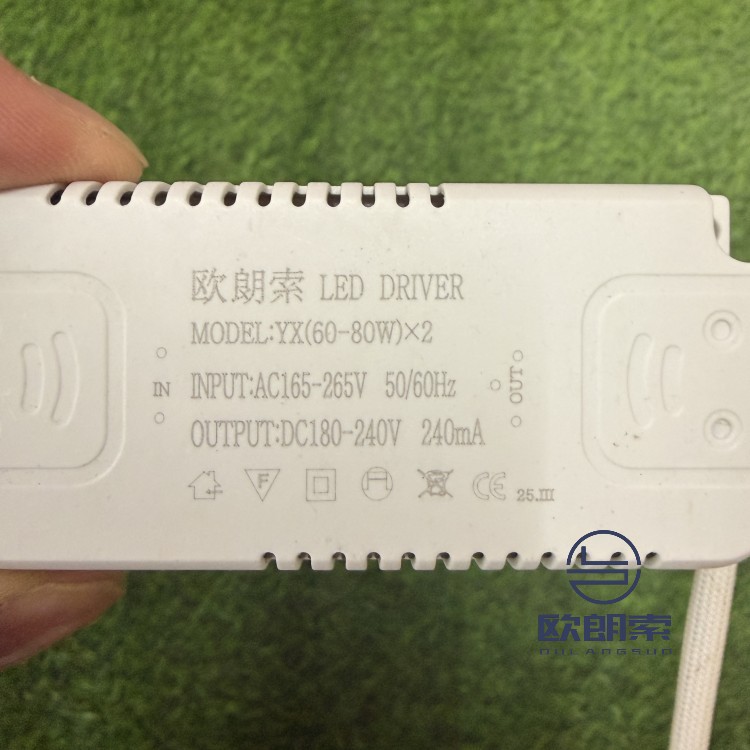 欧朗索 LED DRIVER
MODEL:YX(60-80W)×2
IN
INPUT:AC165-265V 50/60Hz
OUT
OUTPUT:DC180-240V 240mA
F
CE 25.III
欧朗索
OULANGSUO